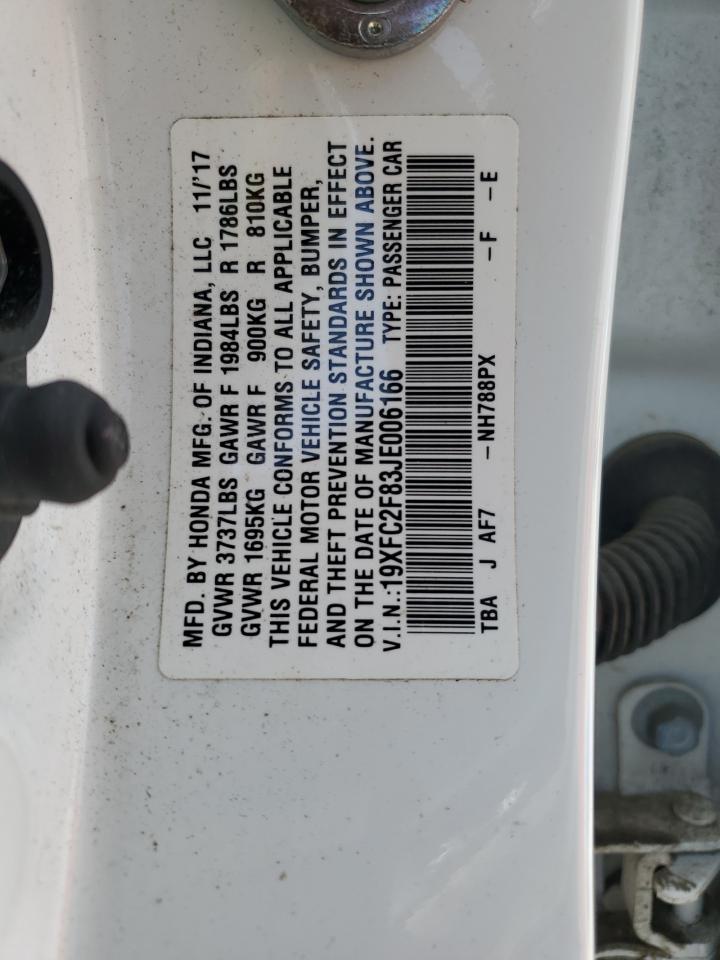 MFD. BY HONDA MFG. OF INDIANA, LLC 11/'17
GVWR 3737LBS GAWR F 1984LBS R 1786LBS
GVWR 1695KG GAWR F 900KG R 810KG
THIS VEHICLE CONFORMS TO ALL APPLICABLE
FEDERAL MOTOR VEHICLE SAFETY, BUMPER,
AND THEFT PREVENTION STANDARDS IN EFFECT
ON THE DATE OF MANUFACTURE SHOWN ABOVE.
V.I.N.:19XFC2F83JE006166 TYPE: PASSENGER CAR
TBA J AF7 -NH788PX -F -E